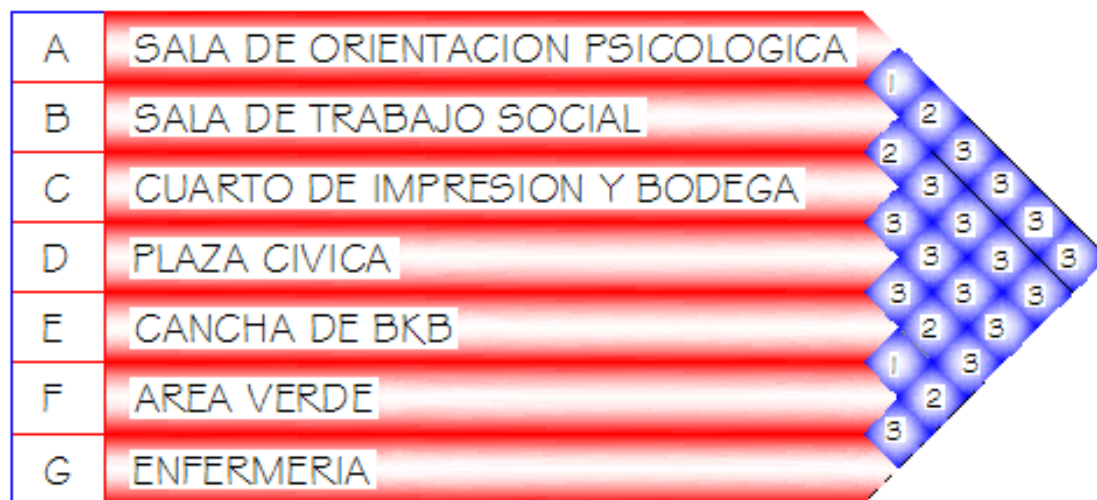 A SALA DE ORIENTACION PSICOLOGICA
1
B SALA DE TRABAJO SOCIAL 2
2 3
C CUARTO DE IMPRESION Y BODEGA 3 3
3 3 3
D PLAZA CIVICA 3 3 3
3 3 3
E CANCHA DE BKB 2 3
1 3
F AREA VERDE 2
3
G ENFERMERIA